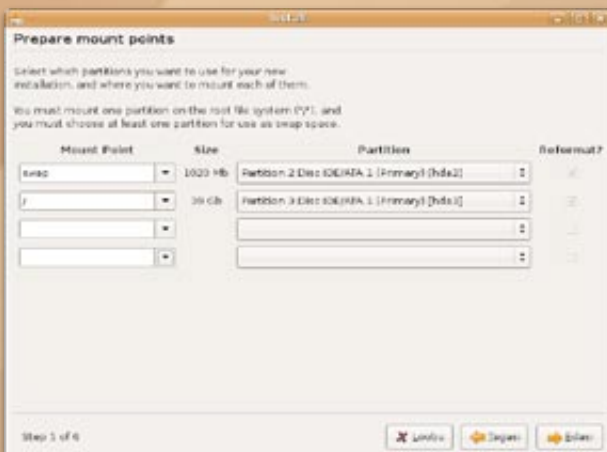 Install
Prepare mount points
Select which partitions you want to use for your new
installation, and where you want to mount each of them.
You must mount one partition on the root file system ("/"), and
you must choose at least one partition for use as swap space.
Mount Point Size Partition Reformat?
swap Partition 2 Disc IDE/ATA 1 (Primary) [hda2]
/ 39 Gb Partition 3 Disc IDE/ATA 1 (Primary) [hda3]
Step 1 of 6